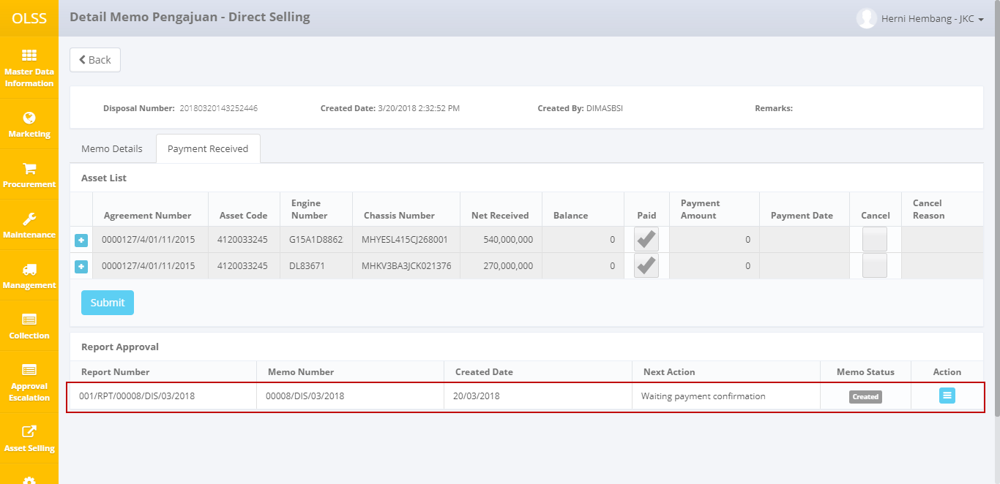 OLSS
Detail Memo Pengajuan - Direct Selling
Herni Hembang - JKC
Master Data
Information
Marketing
Procurement
Maintenance
Management
Collection
Approval
Escalation
Asset Selling
Back
Disposal Number: 20180320143252446 Created Date: 3/20/2018 2:32:52 PM Created By: DIMASBSI Remarks:
Memo Details Payment Received
Asset List
Agreement Number Asset Code Engine Number Chassis Number Net Received Balance Paid Payment Amount Payment Date Cancel Cancel Reason
0000127/4/01/11/2015 4120033245 G15A1D8862 MHYESL415CJ268001 540,000,000 0 0
0000127/4/01/11/2015 4120033245 DL83671 MHKV3BA3JCK021376 270,000,000 0 0
Submit
Report Approval
Report Number Memo Number Created Date Next Action Memo Status Action
001/RPT/00008/DIS/03/2018 00008/DIS/03/2018 20/03/2018 Waiting payment confirmation Created